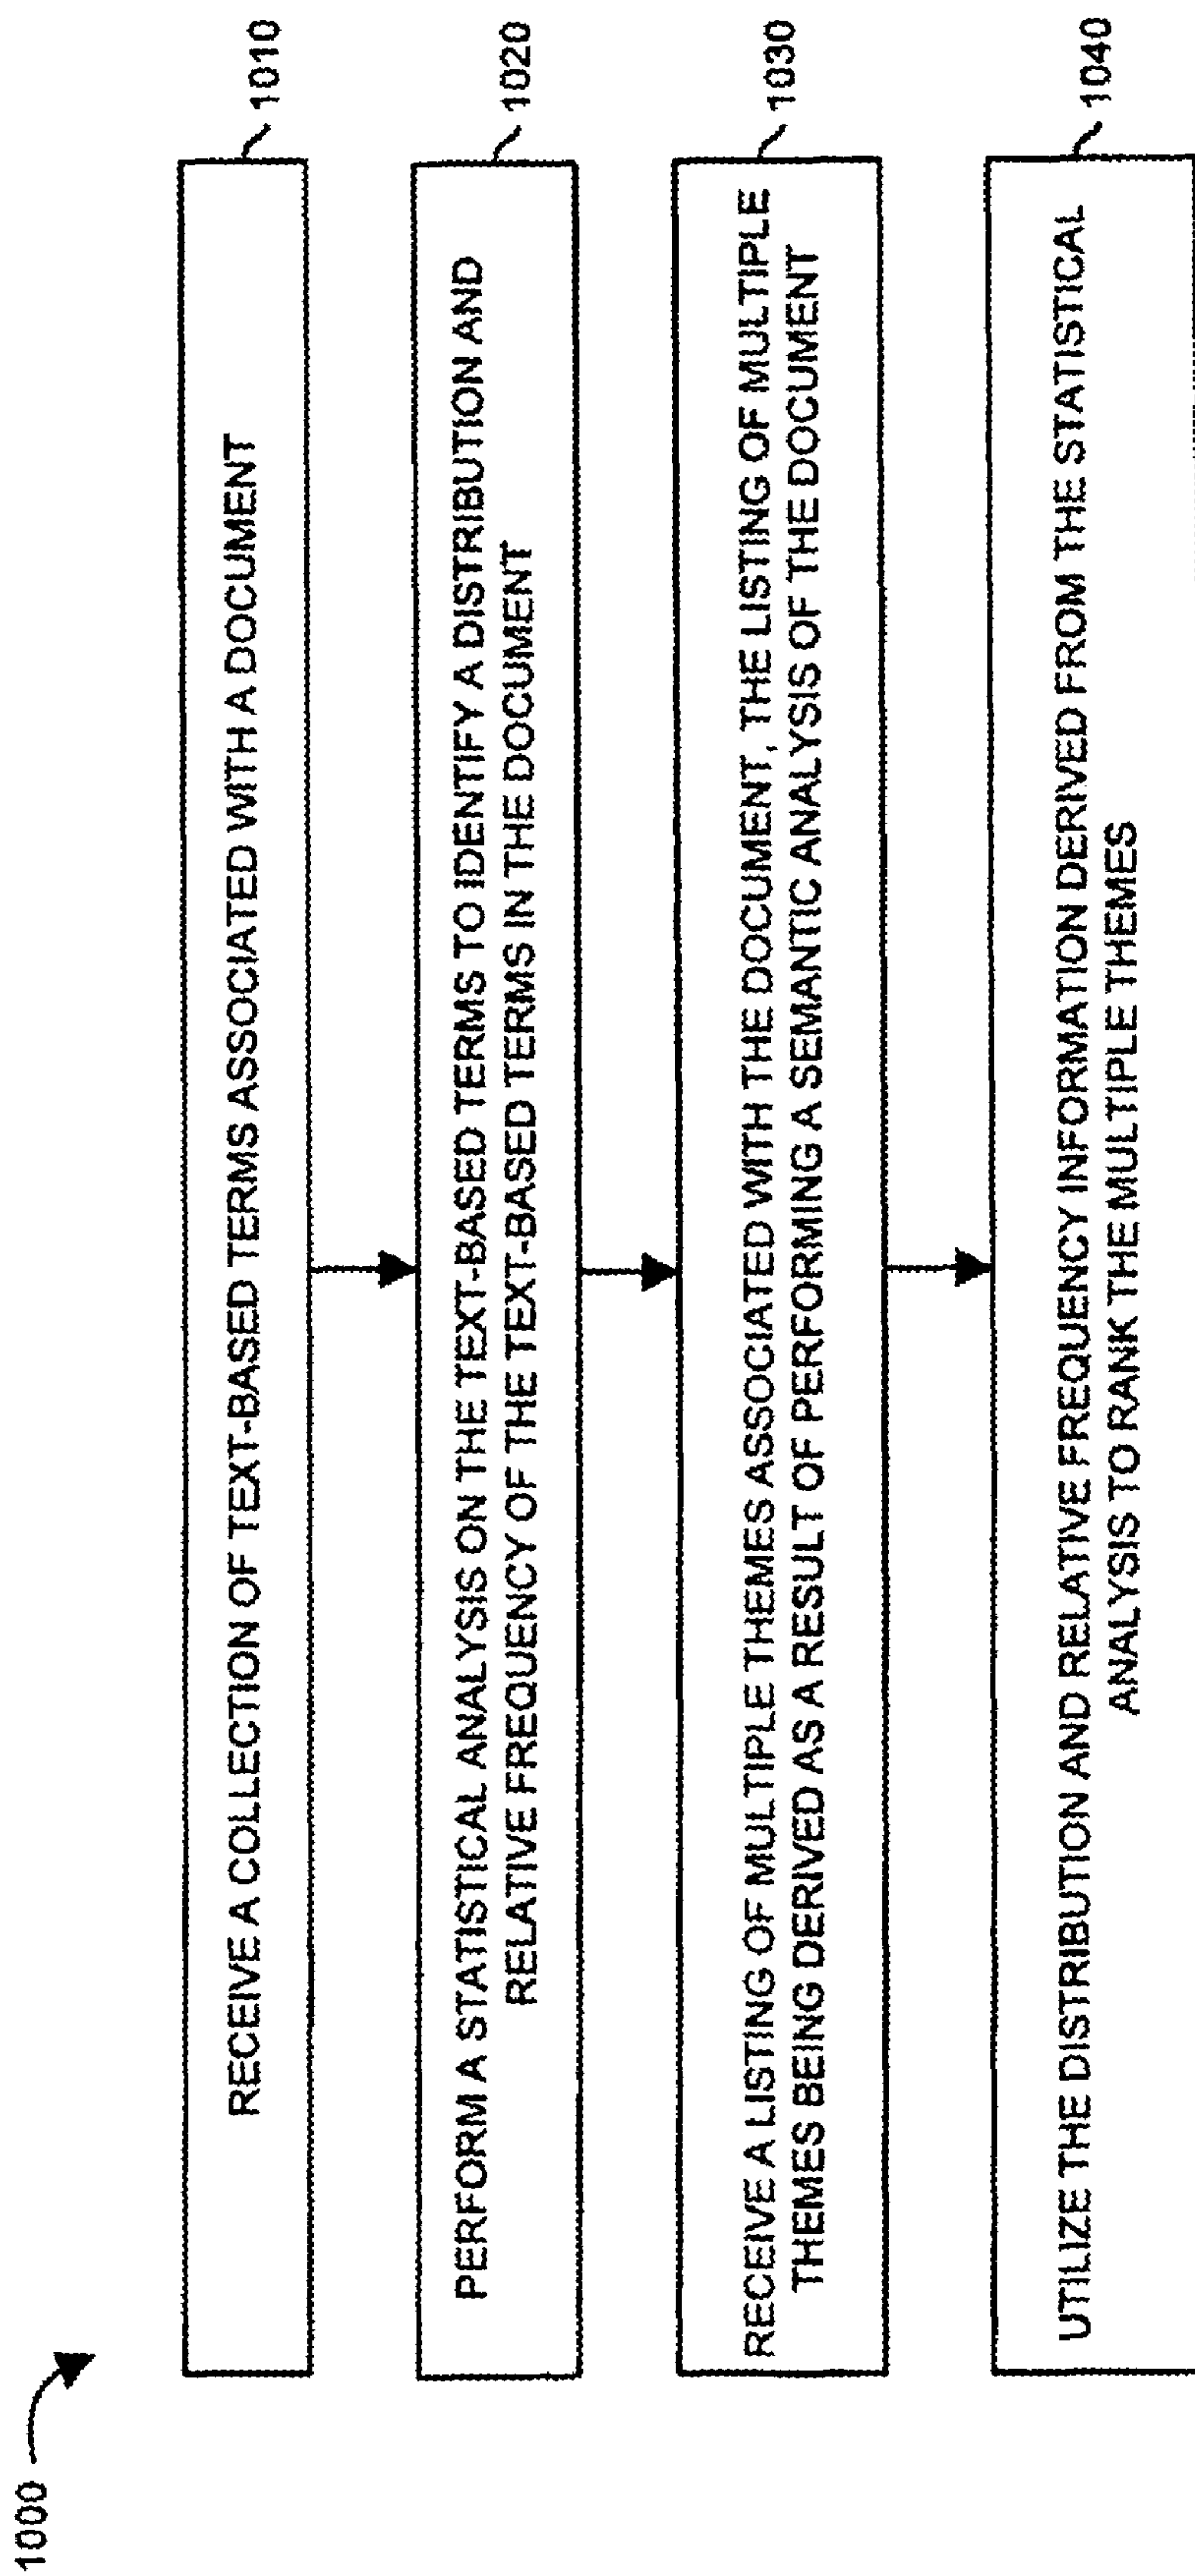 1000
RECEIVE A COLLECTION OF TEXT-BASED TERMS ASSOCIATED WITH A DOCUMENT
1010
PERFORM A STATISTICAL ANALYSIS ON THE TEXT-BASED TERMS TO IDENTIFY A DISTRIBUTION AND
RELATIVE FREQUENCY OF THE TEXT-BASED TERMS IN THE DOCUMENT
1020
RECEIVE A LISTING OF MULTIPLE THEMES ASSOCIATED WITH THE DOCUMENT, THE LISTING OF MULTIPLE
THEMES BEING DERIVED AS A RESULT OF PERFORMING A SEMANTIC ANALYSIS OF THE DOCUMENT
1030
UTILIZE THE DISTRIBUTION AND RELATIVE FREQUENCY INFORMATION DERIVED FROM THE STATISTICAL
ANALYSIS TO RANK THE MULTIPLE THEMES
1040